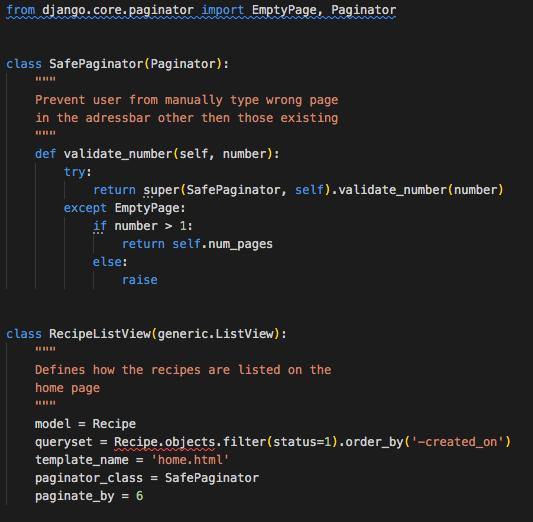 from django.core.paginator import EmptyPage, Paginator
class SafePaginator(Paginator):
    """
    Prevent user from manually type wrong page
    in the adressbar other then those existing
    """
    def validate_number(self, number):
        try:
            return super(SafePaginator, self).validate_number(number)
        except EmptyPage:
            if number > 1:
                return self.num_pages
            else:
                raise
class RecipeListView(generic.ListView):
    """
    Defines how the recipes are listed on the
    home page
    """
    model = Recipe
    queryset = Recipe.objects.filter(status=1).order_by('-created_on')
    template_name = 'home.html'
    paginator_class = SafePaginator
    paginate_by = 6